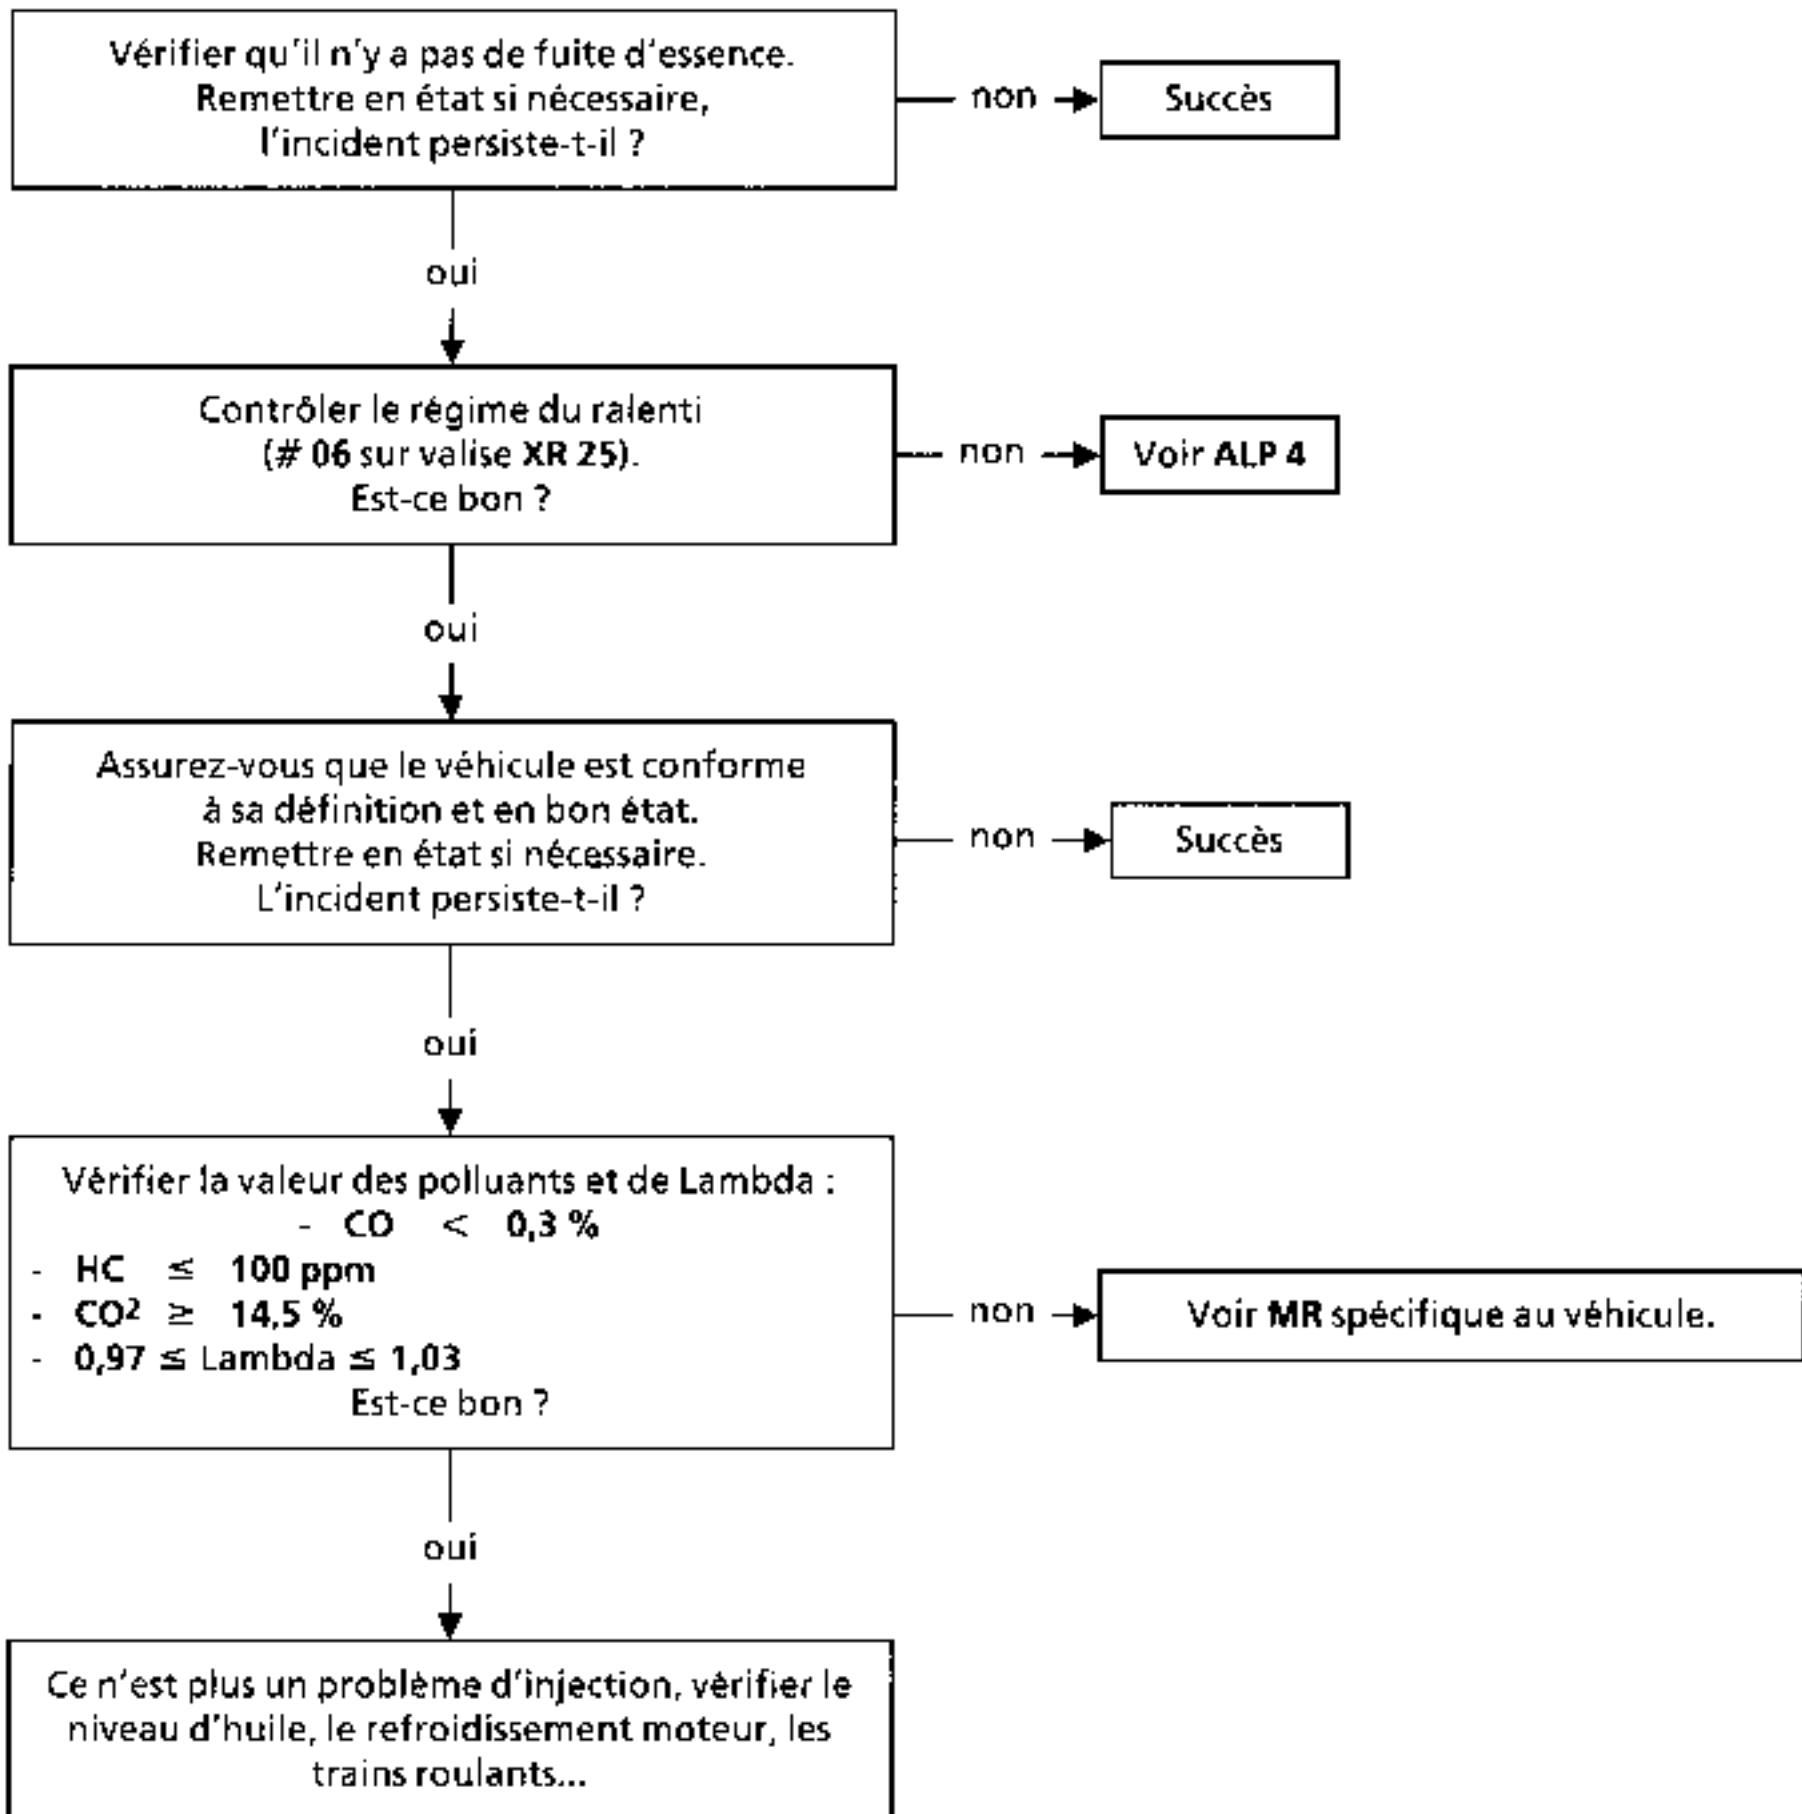 Vérifier qu'il n'y a pas de fuite d'essence.
Remettre en état si nécessaire,
l'incident persiste-t-il ?
non
Succès
oui
Contrôler le régime du ralenti
(# 06 sur valise XR 25).
Est-ce bon ?
non
Voir ALP 4
oui
Assurez-vous que le véhicule est conforme
à sa définition et en bon état.
Remettre en état si nécessaire.
L'incident persiste-t-il ?
non
Succès
oui
Vérifier la valeur des polluants et de Lambda :
- CO < 0,3 %
- HC ≤ 100 ppm
- CO² ≥ 14,5 %
- 0,97 ≤ Lambda ≤ 1,03
Est-ce bon ?
non
Voir MR spécifique au véhicule.
oui
Ce n'est plus un problème d'injection, vérifier le
niveau d'huile, le refroidissement moteur, les
trains roulants...